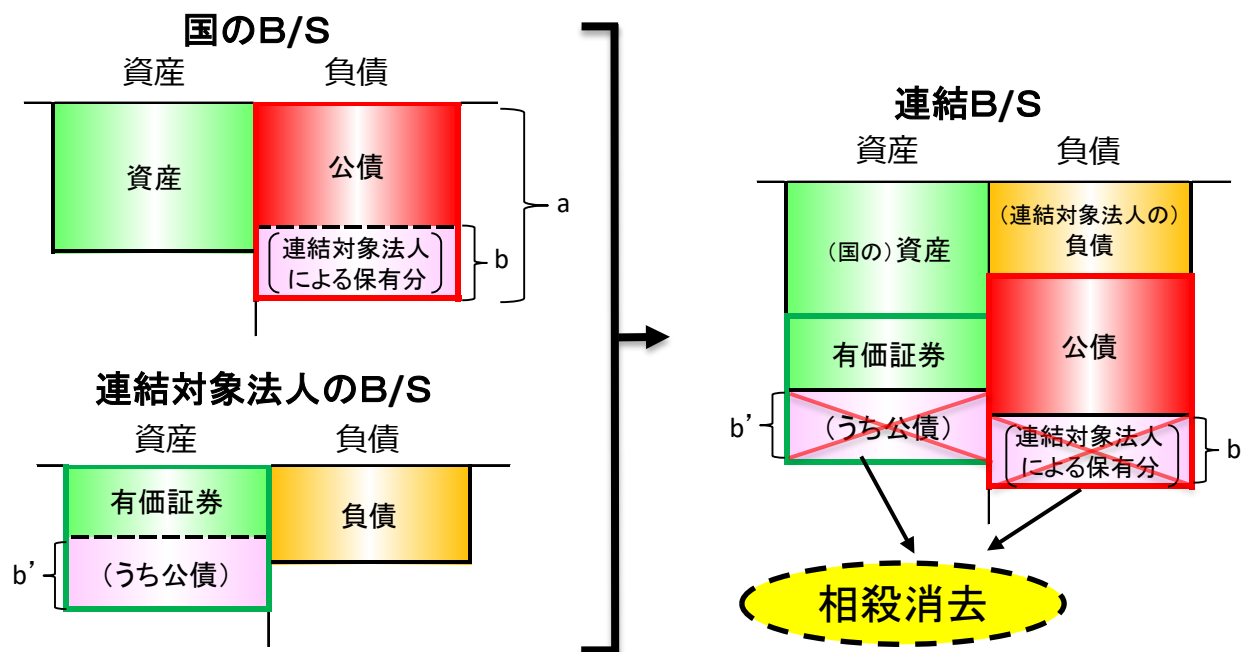 国のB/S
資産
負債
資産
公債
連結対象法人
による保有分
b
a
連結対象法人のB/S
資産
負債
有価証券
負債
(うち公債)
b’
連結B/S
資産
負債
(国の)資産
(連結対象法人の)
負債
有価証券
公債
b’
(うち公債)
連結対象法人
による保有分
b
相殺消去